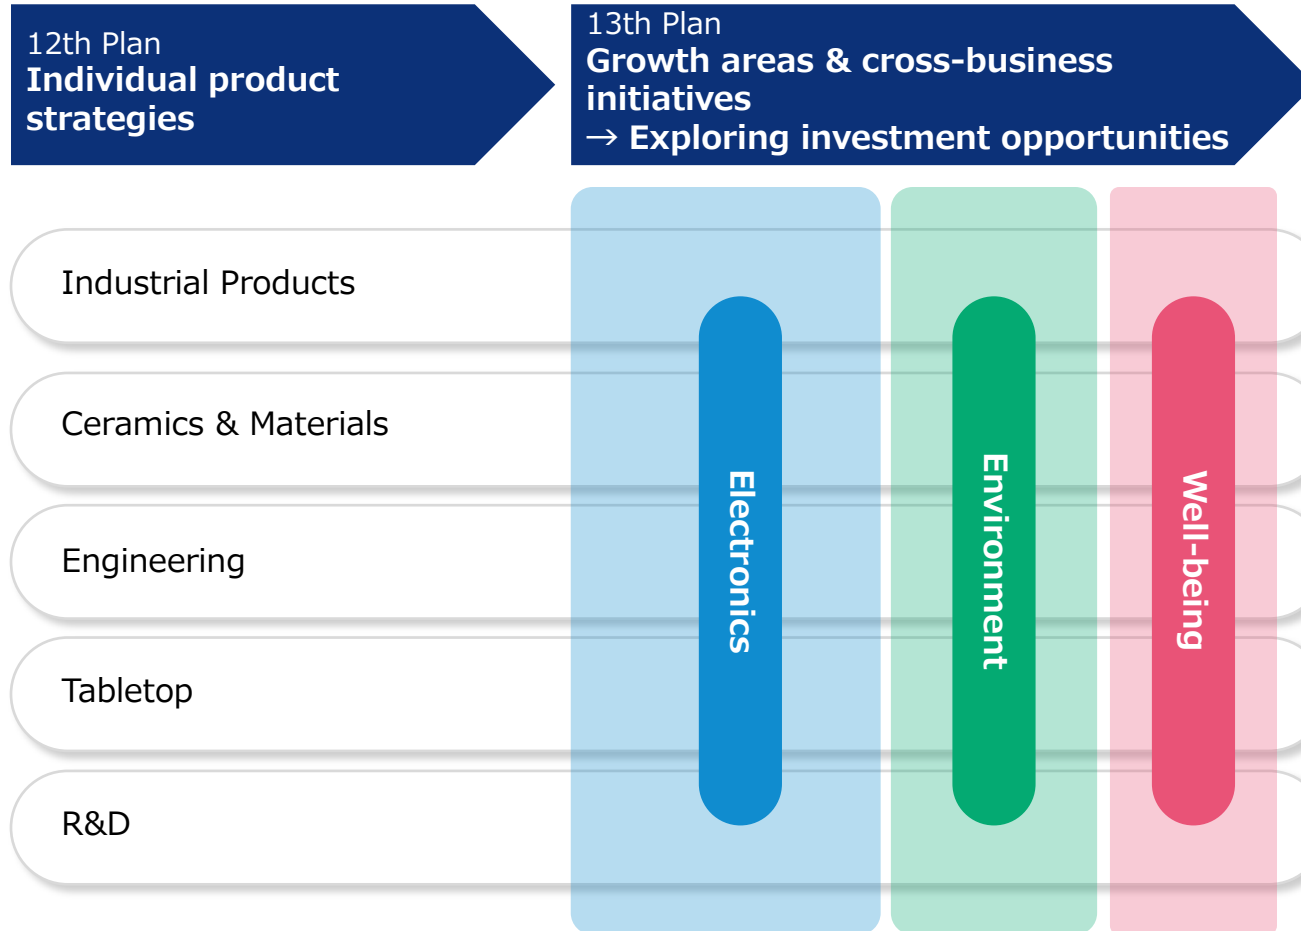 12th Plan
Individual product
strategies
13th Plan
Growth areas & cross-business
initiatives
→ Exploring investment opportunities
Industrial Products
Ceramics & Materials
Engineering
Tabletop
R&D
Electronics
Environment
Well-being